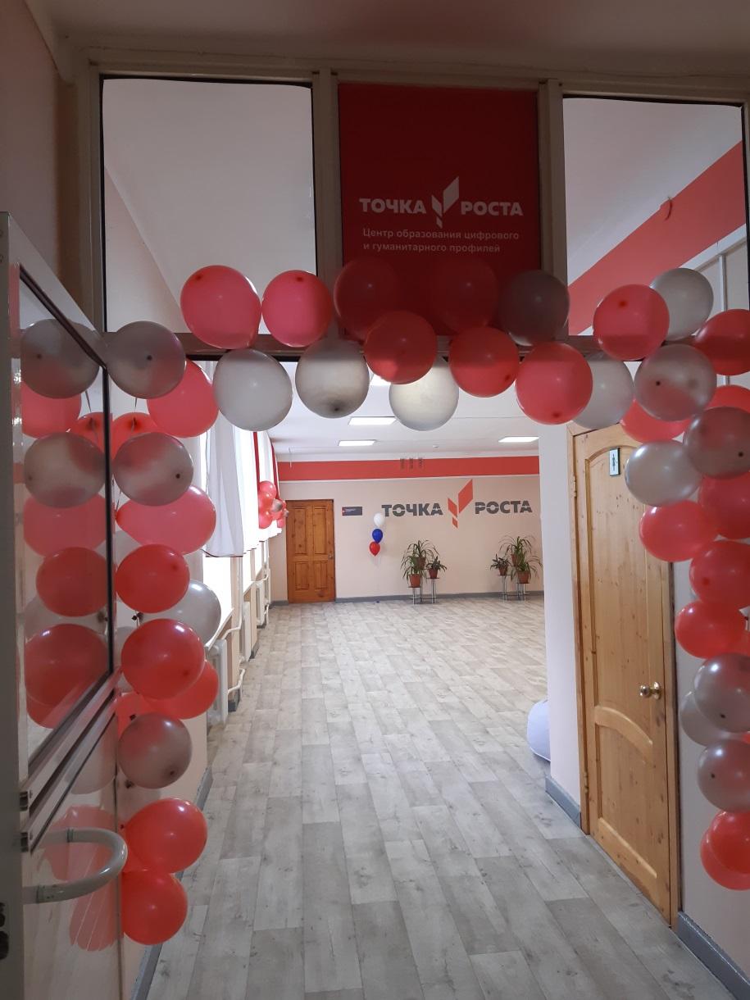 ТОЧКА РОСТА
Центр образования цифрового
и гуманитарного профилей
ТОЧКА РОСТА